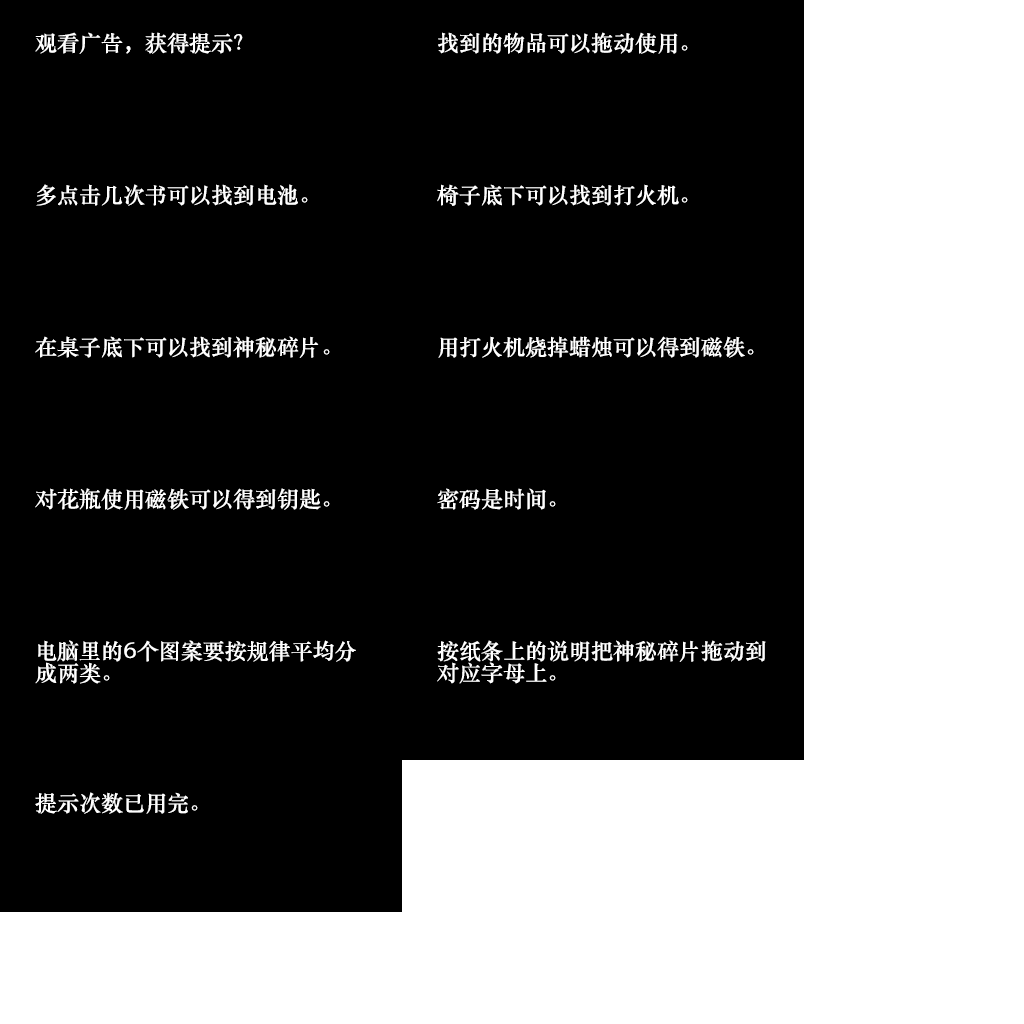 观看广告，获得提示？
找到的物品可以拖动使用。
多点击几次书可以找到电池。
椅子底下可以找到打火机。
在桌子底下可以找到神秘碎片。
用打火机烧掉蜡烛可以得到磁铁。
对花瓶使用磁铁可以得到钥匙。
密码是时间。
电脑里的6个图案要按规律平均分
成两类。
按纸条上的说明把神秘碎片拖动到
对应字母上。
提示次数已用完。